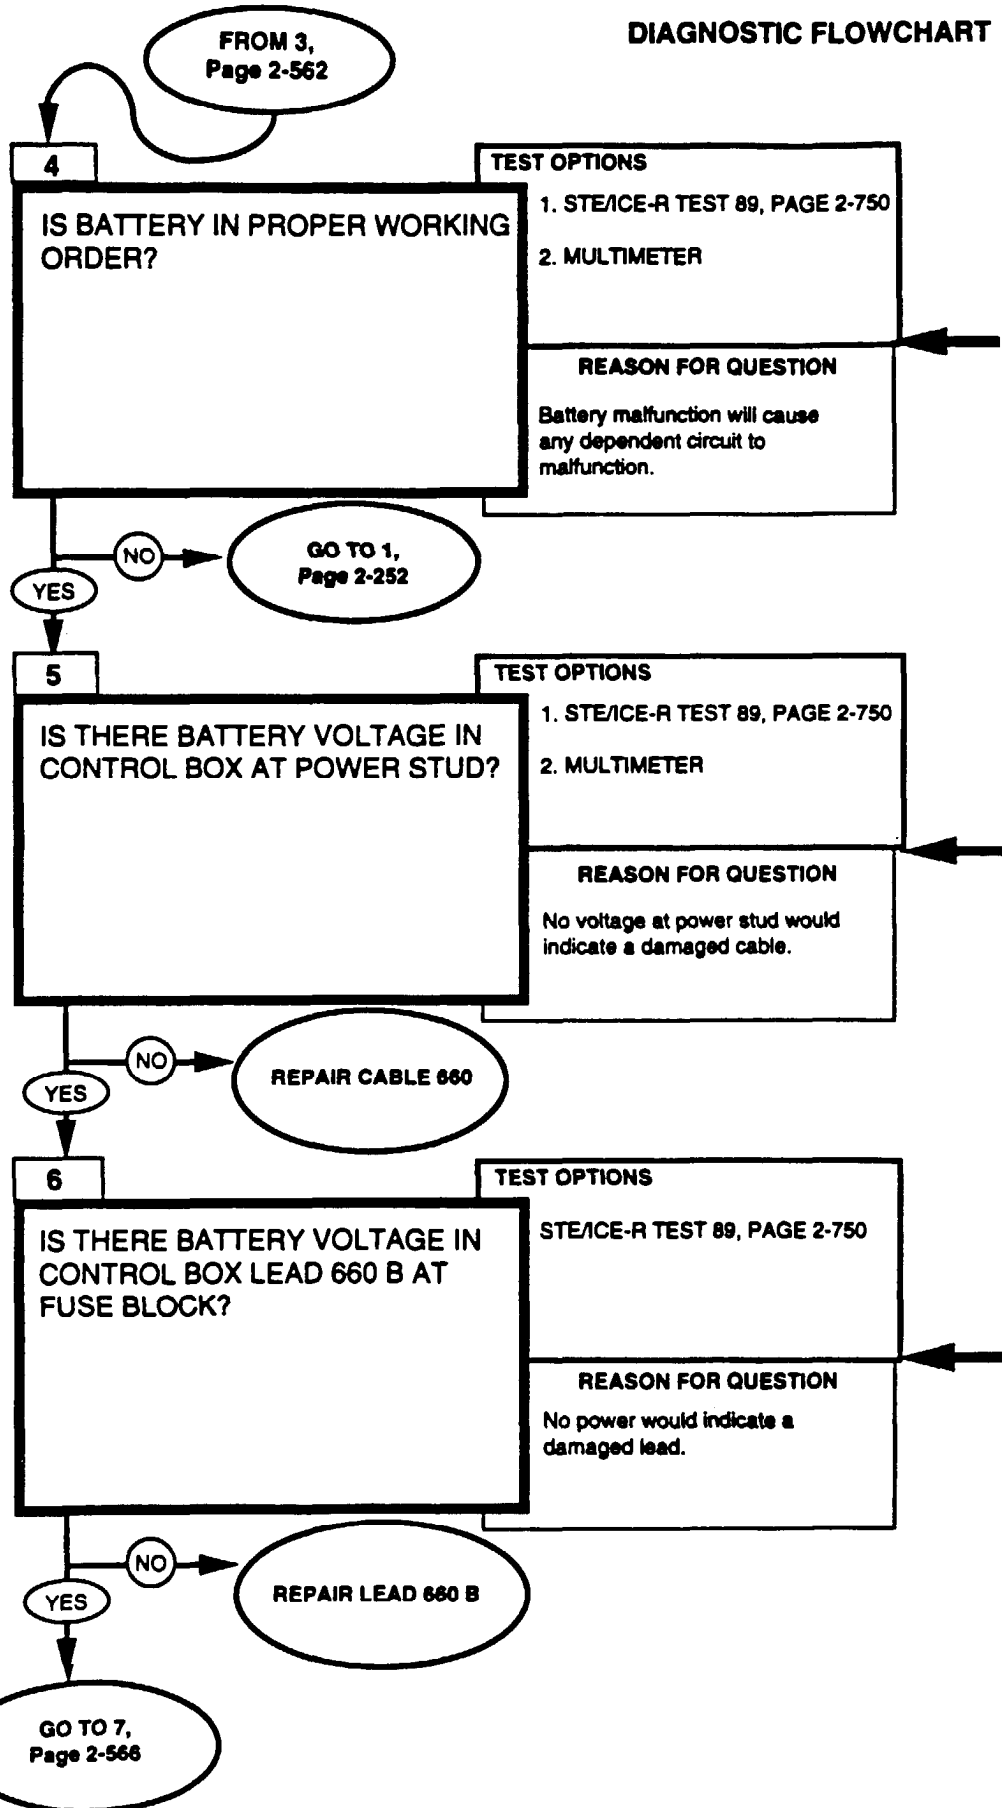 DIAGNOSTIC FLOWCHART
FROM 3,
Page 2-562
4
IS BATTERY IN PROPER WORKING
ORDER?
TEST OPTIONS
1. STE/ICE-R TEST 89, PAGE 2-750
2. MULTIMETER
REASON FOR QUESTION
Battery malfunction will cause
any dependent circuit to
malfunction.
NO
GO TO 1,
Page 2-252
YES
5
IS THERE BATTERY VOLTAGE IN
CONTROL BOX AT POWER STUD?
TEST OPTIONS
1. STE/ICE-R TEST 89, PAGE 2-750
2. MULTIMETER
REASON FOR QUESTION
No voltage at power stud would
indicate a damaged cable.
NO
REPAIR CABLE 660
YES
6
IS THERE BATTERY VOLTAGE IN
CONTROL BOX LEAD 660 B AT
FUSE BLOCK?
TEST OPTIONS
STE/ICE-R TEST 89, PAGE 2-750
REASON FOR QUESTION
No power would indicate a
damaged lead.
NO
REPAIR LEAD 660 B
YES
GO TO 7,
Page 2-566